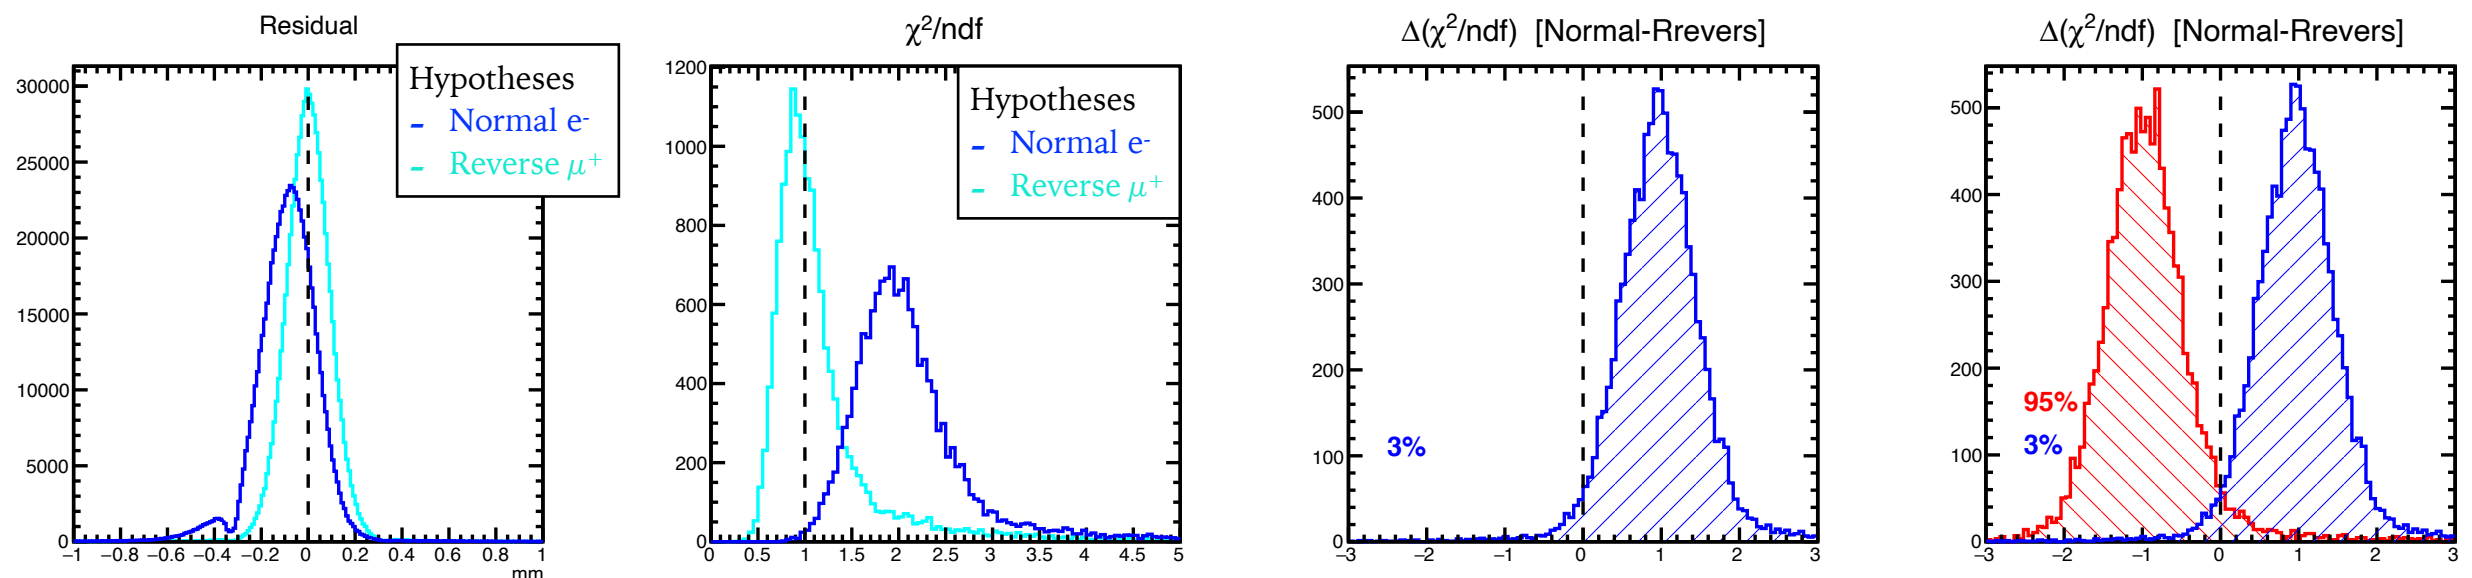 Residual
30000
25000
20000
15000
10000
5000
0
−1 −0.8 −0.6 −0.4 −0.2 0 0.2 0.4 0.6 0.8 1
mm
Hypotheses
- Normal e-
- Reverse μ+
χ2/ndf
1200
1000
800
600
400
200
0
0 0.5 1 1.5 2 2.5 3 3.5 4 4.5 5
Hypotheses
- Normal e-
- Reverse μ+
Δ(χ2/ndf) [Normal-Rrevers]
500
400
300
200
100
0
−3 −2 −1 0 1 2 3
3%
Δ(χ2/ndf) [Normal-Rrevers]
500
400
300
200
100
0
−3 −2 −1 0 1 2 3
95%
3%